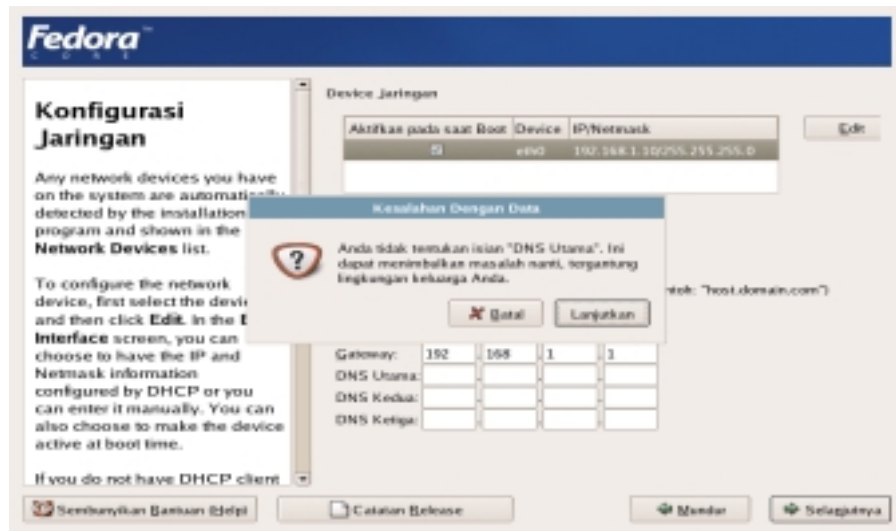 Fedora
CORE
Konfigurasi
Jaringan
Any network devices you have
on the system are automatically
detected by the installation
program and shown in the
Network Devices list.
To configure the network
device, first select the devi
and then click Edit. In the E
Interface screen, you can
choose to have the IP and
Netmask information
configured by DHCP or you
can enter it manually. You can
also choose to make the device
active at boot time.
If you do not have DHCP client
Device Jaringan
Aktifkan pada saat Boot Device IP/Netmask
eth0 192.168.1.10/255.255.255.0
Edit
Kesalahan Dengan Data
Anda tidak temukan isian "DNS Utama". Ini
dapat menimbulkan masalah nanti, tergantung
lingkungan keluarga Anda.
Batal Lanjutkan
ntoh: "host.domain.com")
Gateway: 192 . 168 . 1 . 1
DNS Utama: . . .
DNS Kedua: . . .
DNS Ketiga: . . .
Sembunyikan Bantuan (Help)
Catatan Release
Mundur
Selanjutnya